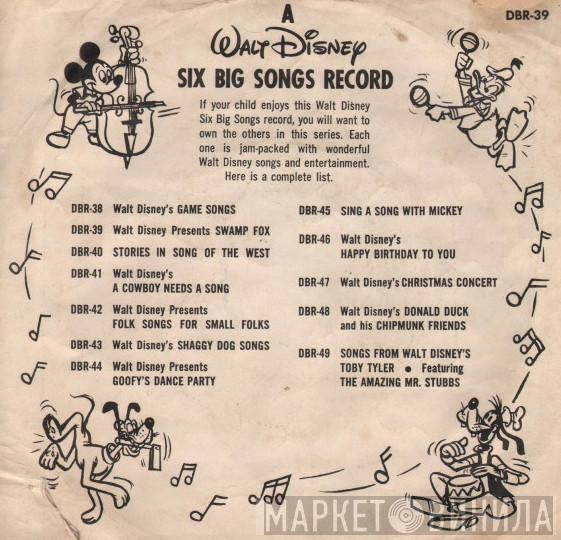 DBR-39
A
WALT DISNEY
SIX BIG SONGS RECORD
If your child enjoys this Walt Disney
Six Big Songs record, you will want to
own the others in this series. Each
one is jam-packed with wonderful
Walt Disney songs and entertainment.
Here is a complete list.
DBR-38 Walt Disney's GAME SONGS
DBR-39 Walt Disney Presents SWAMP FOX
DBR-40 STORIES IN SONG OF THE WEST
DBR-41 Walt Disney's
A COWBOY NEEDS A SONG
DBR-42 Walt Disney Presents
FOLK SONGS FOR SMALL FOLKS
DBR-43 Walt Disney's SHAGGY DOG SONGS
DBR-44 Walt Disney Presents
GOOFY'S DANCE PARTY
DBR-45 SING A SONG WITH MICKEY
DBR-46 Walt Disney's
HAPPY BIRTHDAY TO YOU
DBR-47 Walt Disney's CHRISTMAS CONCERT
DBR-48 Walt Disney's DONALD DUCK
and his CHIPMUNK FRIENDS
DBR-49 SONGS FROM WALT DISNEY'S
TOBY TYLER • Featuring
THE AMAZING MR. STUBBS
МАРКЕТ ВИНИЛА